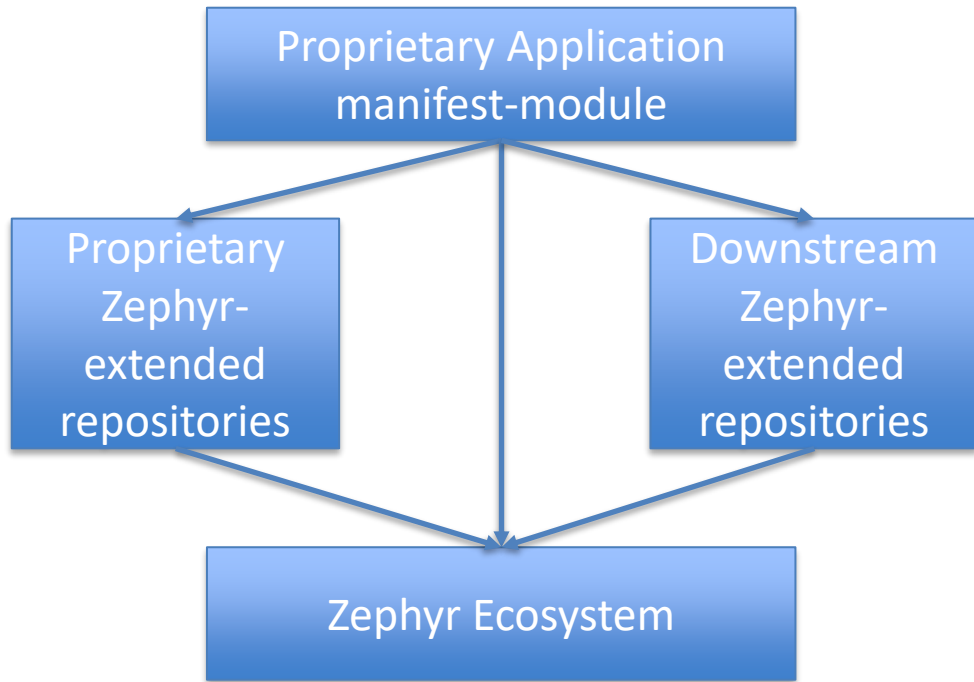 Proprietary Application
manifest-module
Proprietary
Zephyr-
extended
repositories
Downstream
Zephyr-
extended
repositories
Zephyr Ecosystem